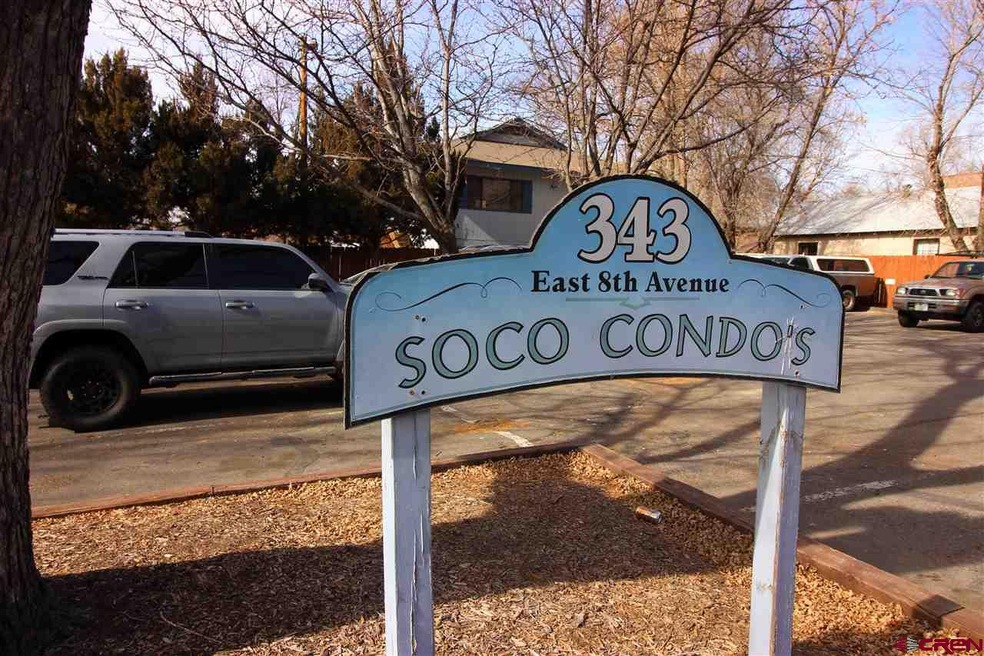 343
East 8th Avenue
SOCO CONDO'S
CREN